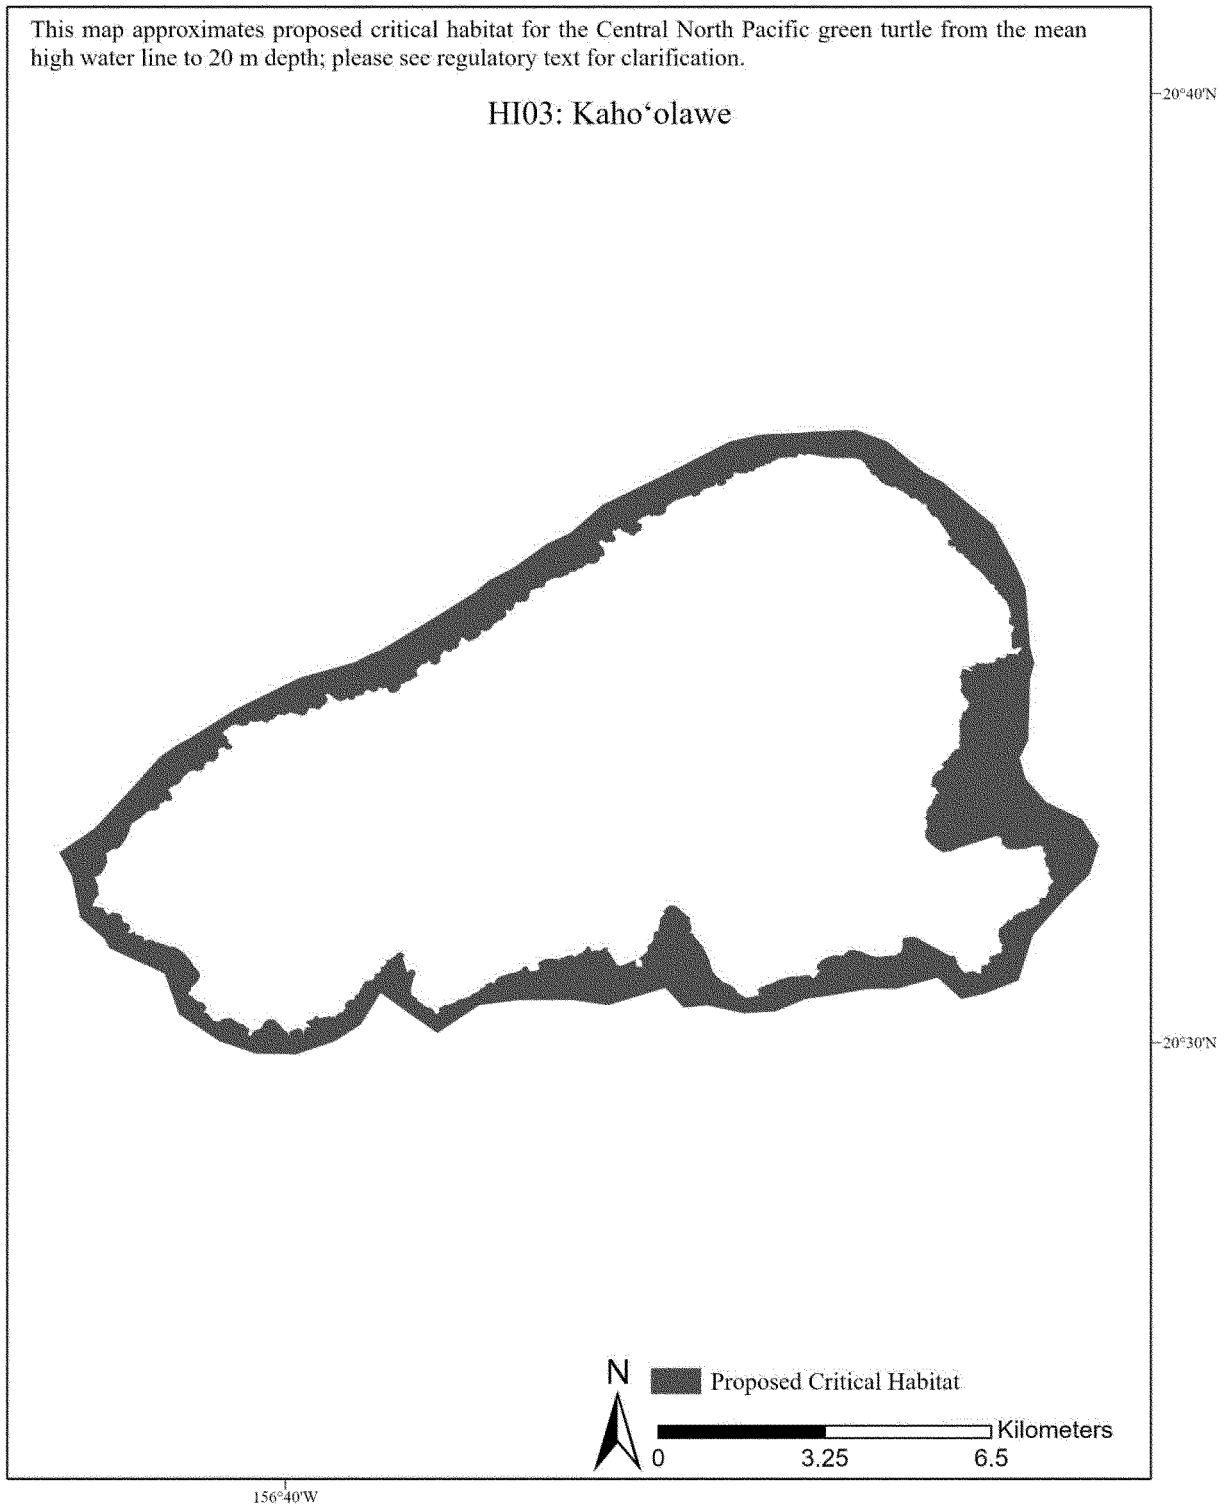 This map approximates proposed critical habitat for the Central North Pacific green turtle from the mean
high water line to 20 m depth; please see regulatory text for clarification.
HI03: Kahoʻolawe
20°40'N
20°30'N
N
Proposed Critical Habitat
Kilometers
0 3.25 6.5
156°40'W